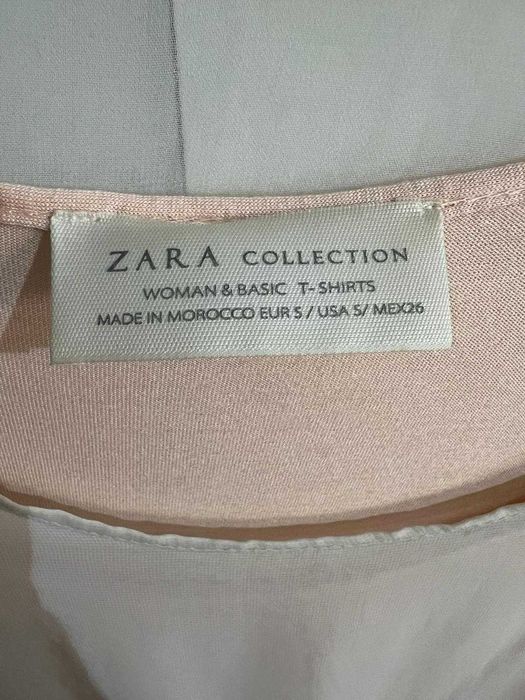 ZARA COLLECTION
WOMAN & BASIC T-SHIRTS
MADE IN MOROCCO EUR S / USA S/ MEX26